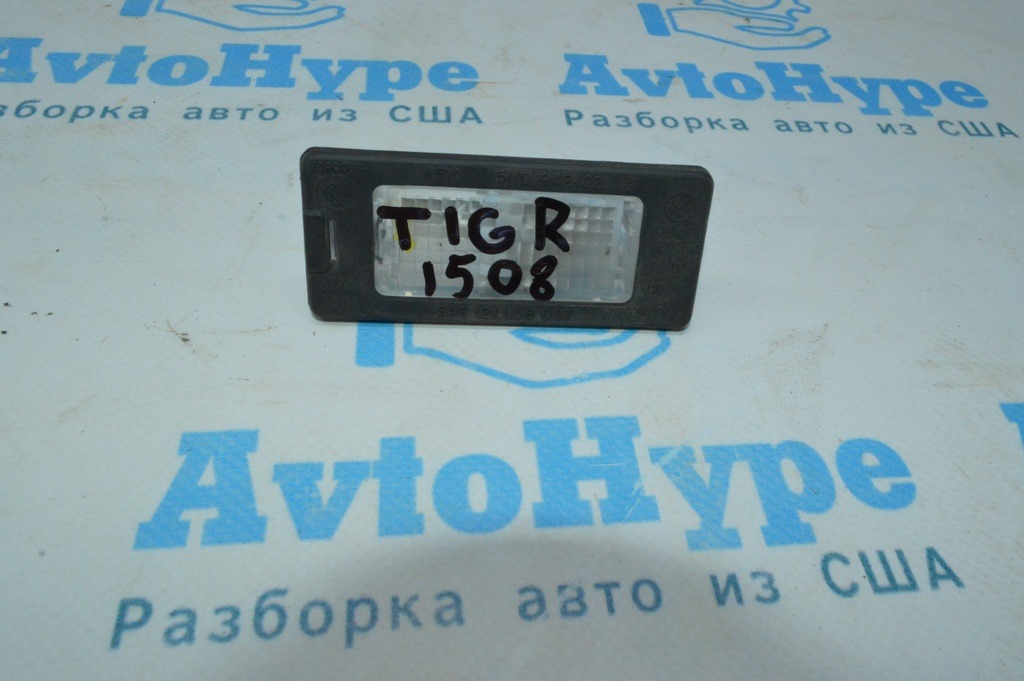 AvtoHype
AvtoHype
разборка авто из США
Разборка авто из США
TIGR
1508
AvtoHype
Разборка авто из США